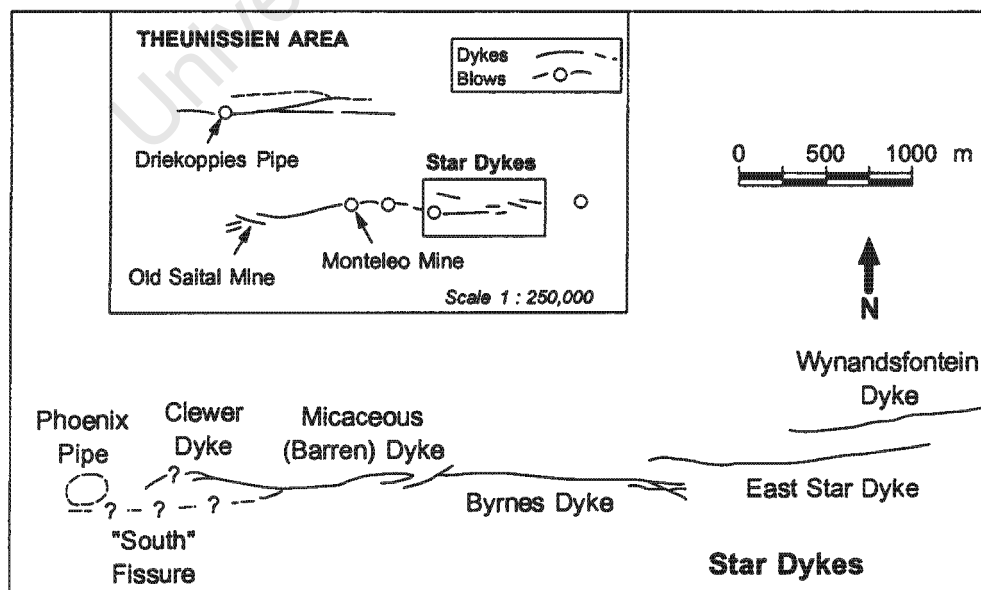 Univer
THEUNISSIEN AREA
Dykes
Blows
Driekoppies Pipe
Star Dykes
Old Saital Mine
Monteleo Mine
Scale 1 : 250,000
0 500 1000 m
N
Wynandsfontein
Dyke
Phoenix
Pipe
Clewer
Dyke
Micaceous
(Barren) Dyke
?
? ? ?
"South"
Fissure
Byrnes Dyke
East Star Dyke
Star Dykes